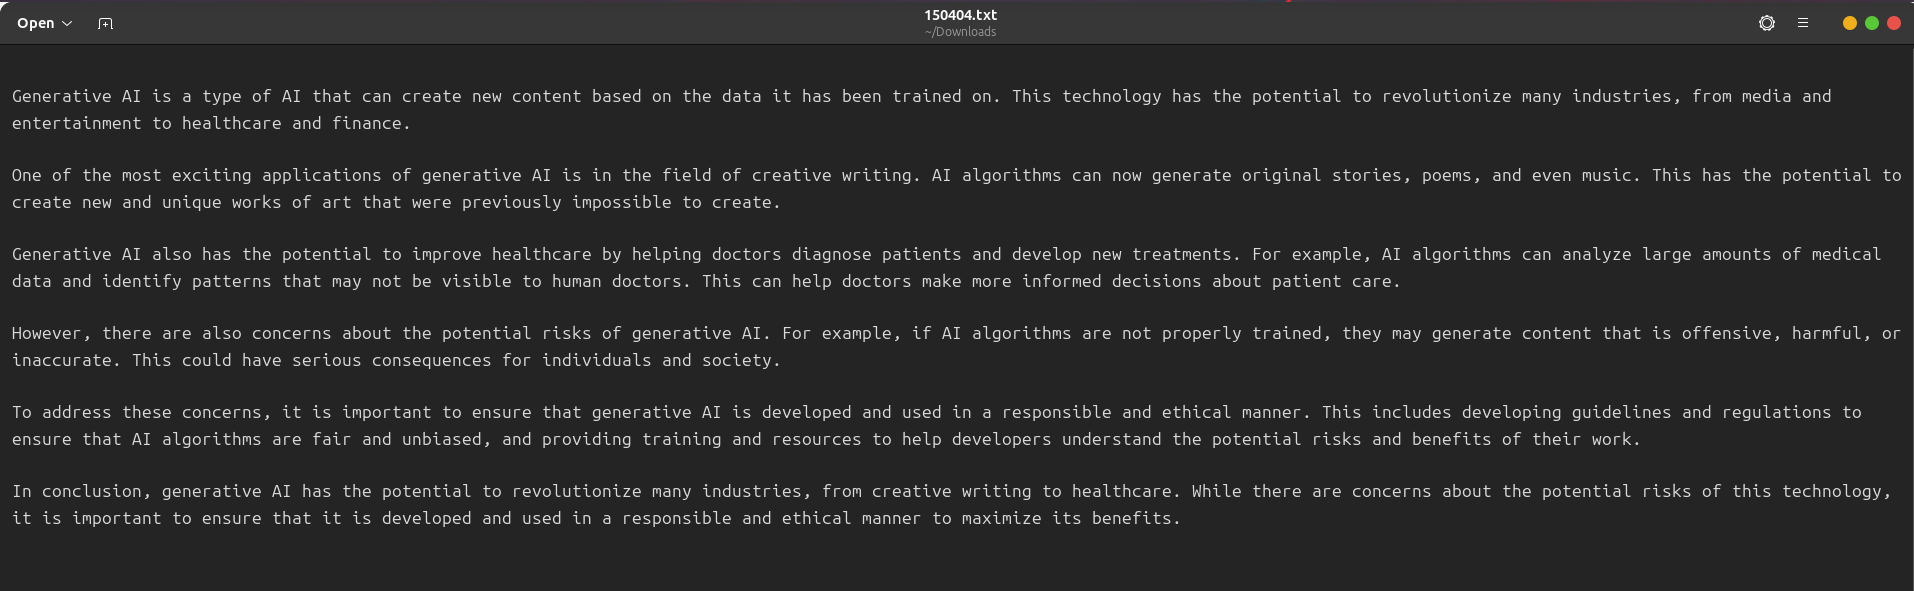 Open
150404.txt
~/Downloads
Generative AI is a type of AI that can create new content based on the data it has been trained on. This technology has the potential to revolutionize many industries, from media and
entertainment to healthcare and finance.
One of the most exciting applications of generative AI is in the field of creative writing. AI algorithms can now generate original stories, poems, and even music. This has the potential to
create new and unique works of art that were previously impossible to create.
Generative AI also has the potential to improve healthcare by helping doctors diagnose patients and develop new treatments. For example, AI algorithms can analyze large amounts of medical
data and identify patterns that may not be visible to human doctors. This can help doctors make more informed decisions about patient care.
However, there are also concerns about the potential risks of generative AI. For example, if AI algorithms are not properly trained, they may generate content that is offensive, harmful, or
inaccurate. This could have serious consequences for individuals and society.
To address these concerns, it is important to ensure that generative AI is developed and used in a responsible and ethical manner. This includes developing guidelines and regulations to
ensure that AI algorithms are fair and unbiased, and providing training and resources to help developers understand the potential risks and benefits of their work.
In conclusion, generative AI has the potential to revolutionize many industries, from creative writing to healthcare. While there are concerns about the potential risks of this technology,
it is important to ensure that it is developed and used in a responsible and ethical manner to maximize its benefits.